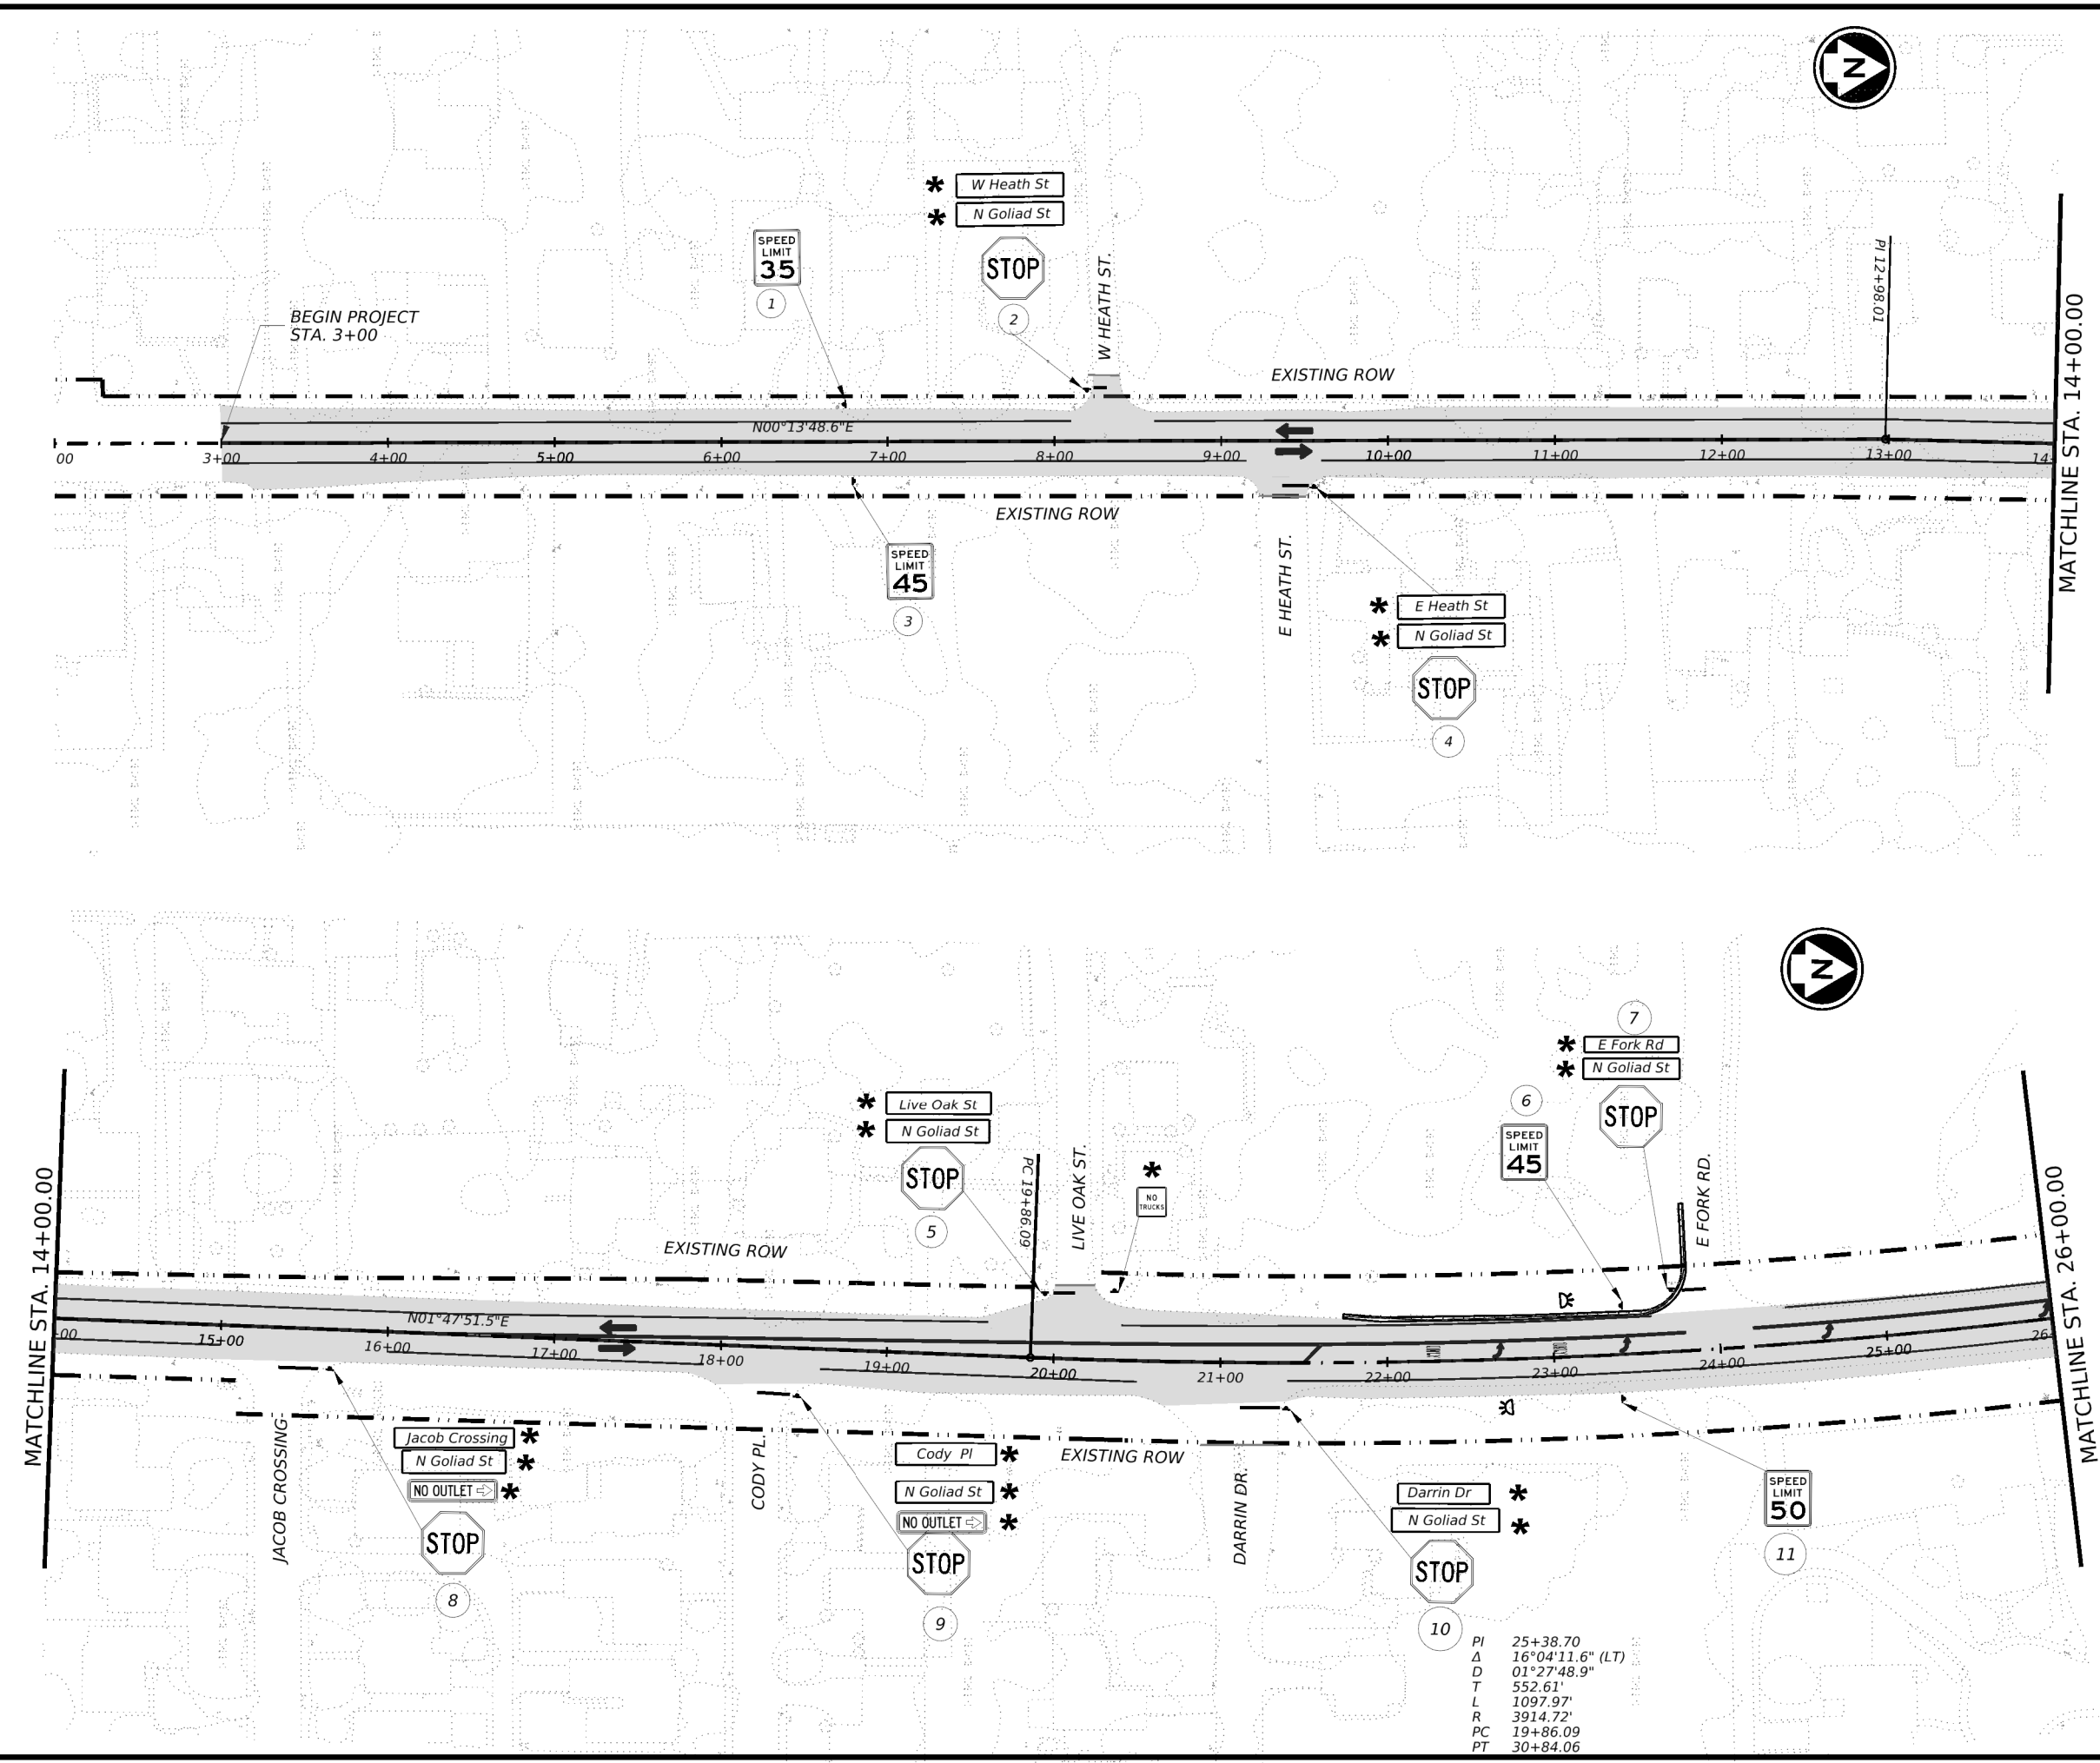 N
W Heath St
N Goliad St
SPEED
LIMIT
35
STOP
1
2
W HEATH ST.
PI 12+98.01
BEGIN PROJECT
STA. 3+00
EXISTING ROW
MATCHLINE STA. 14+00.00
N00°13'48.6"E
00
3+00
4+00
5+00
6+00
7+00
8+00
9+00
10+00
11+00
12+00
13+00
14
EXISTING ROW
SPEED
LIMIT
45
3
E HEATH ST.
E Heath St
N Goliad St
STOP
4
N
7
E Fork Rd
N Goliad St
STOP
6
SPEED
LIMIT
45
Live Oak St
N Goliad St
STOP
5
PC 19+86.09
LIVE OAK ST.
NO
TRUCKS
E FORK RD.
MATCHLINE STA. 14+00.00
MATCHLINE STA. 26+00.00
EXISTING ROW
N01°47'51.5"E
00
15+00
16+00
17+00
18+00
19+00
20+00
21+00
22+00
23+00
24+00
25+00
26
JACOB CROSSING
Jacob Crossing
N Goliad St
NO OUTLET
STOP
8
CODY PL.
Cody Pl
N Goliad St
NO OUTLET
STOP
9
EXISTING ROW
DARRIN DR.
Darrin Dr
N Goliad St
STOP
10
SPEED
LIMIT
50
11
PI 25+38.70
Δ 16°04'11.6" (LT)
D 01°27'48.9"
T 552.61'
L 1097.97'
R 3914.72'
PC 19+86.09
PT 30+84.06